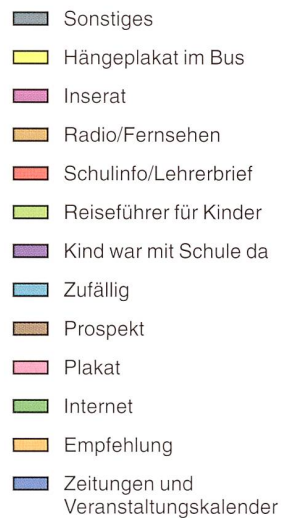 Sonstiges
Hängeplakat im Bus
Inserat
Radio/Fernsehen
Schulinfo/Lehrerbrief
Reiseführer für Kinder
Kind war mit Schule da
Zufällig
Prospekt
Plakat
Internet
Empfehlung
Zeitungen und
Veranstaltungskalender